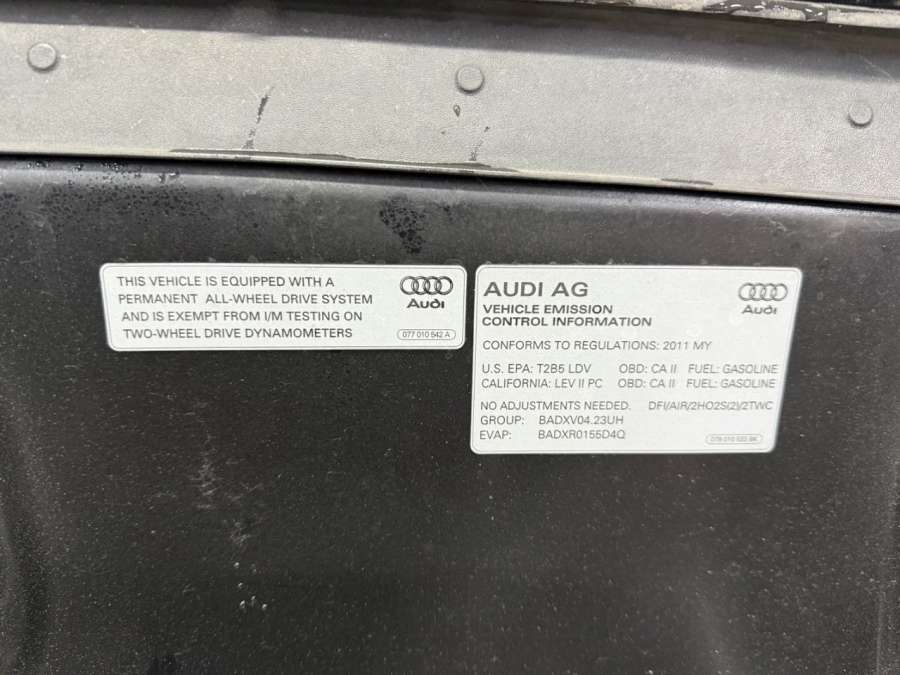 THIS VEHICLE IS EQUIPPED WITH A
PERMANENT ALL-WHEEL DRIVE SYSTEM
AND IS EXEMPT FROM I/M TESTING ON
TWO-WHEEL DRIVE DYNAMOMETERS
Audi
077 010 642 A
AUDI AG
Audi
VEHICLE EMISSION
CONTROL INFORMATION
CONFORMS TO REGULATIONS: 2011 MY
U.S. EPA: T2B5 LDV OBD: CA II FUEL: GASOLINE
CALIFORNIA: LEV II PC OBD: CA II FUEL: GASOLINE
NO ADJUSTMENTS NEEDED. DFI/AIR/2HO2S(2)/2TWC
GROUP: BADXV04.23UH
EVAP: BADXR0155D4Q